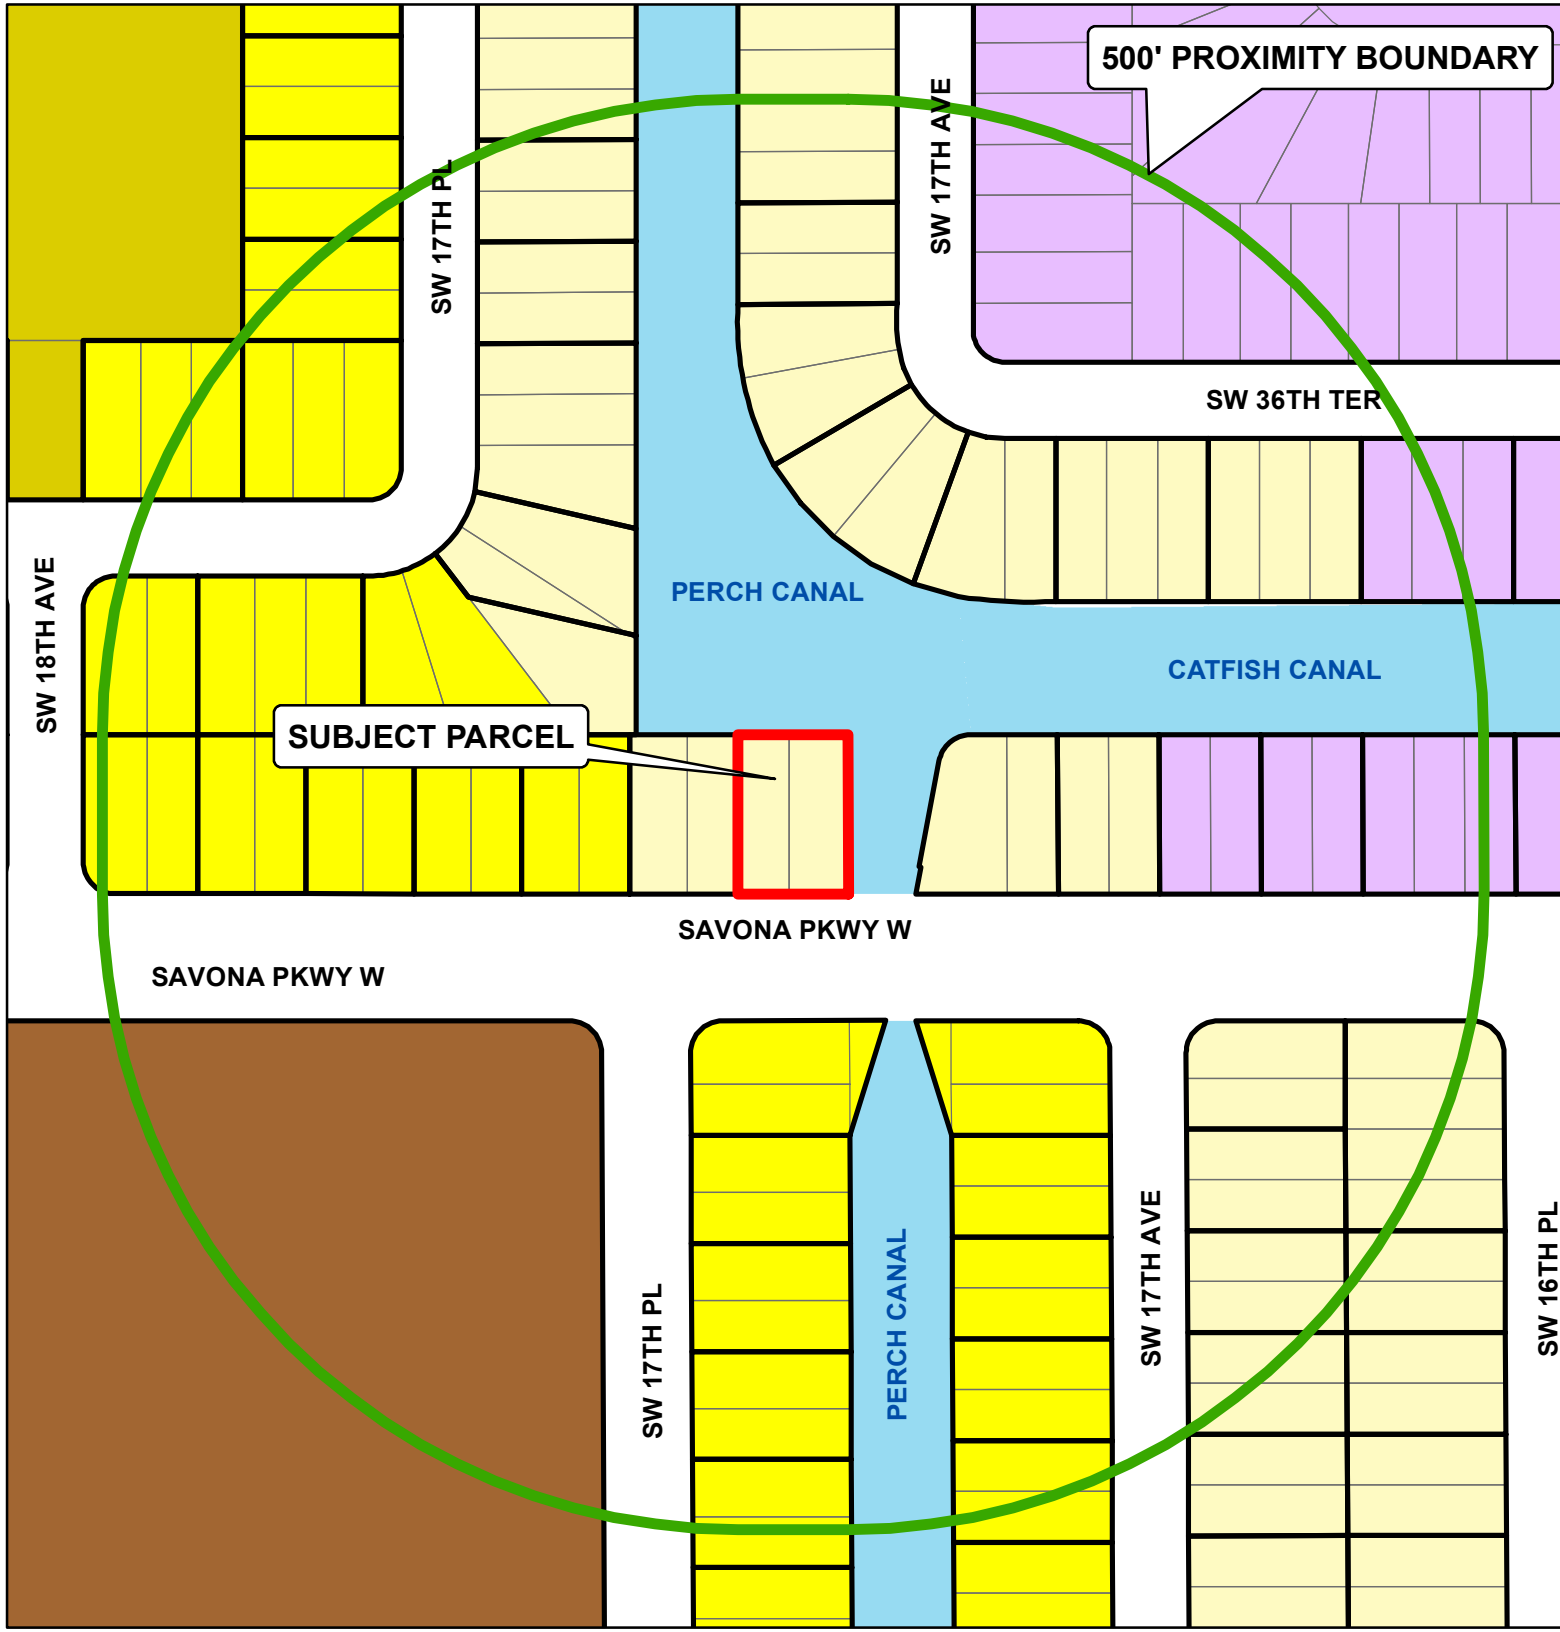 500' PROXIMITY BOUNDARY
SW 17TH PL
SW 17TH AVE
SW 36TH TER
PERCH CANAL
SW 18TH AVE
CATFISH CANAL
SUBJECT PARCEL
SAVONA PKWY W
SAVONA PKWY W
SW 17TH PL
PERCH CANAL
SW 17TH AVE
SW 16TH PL